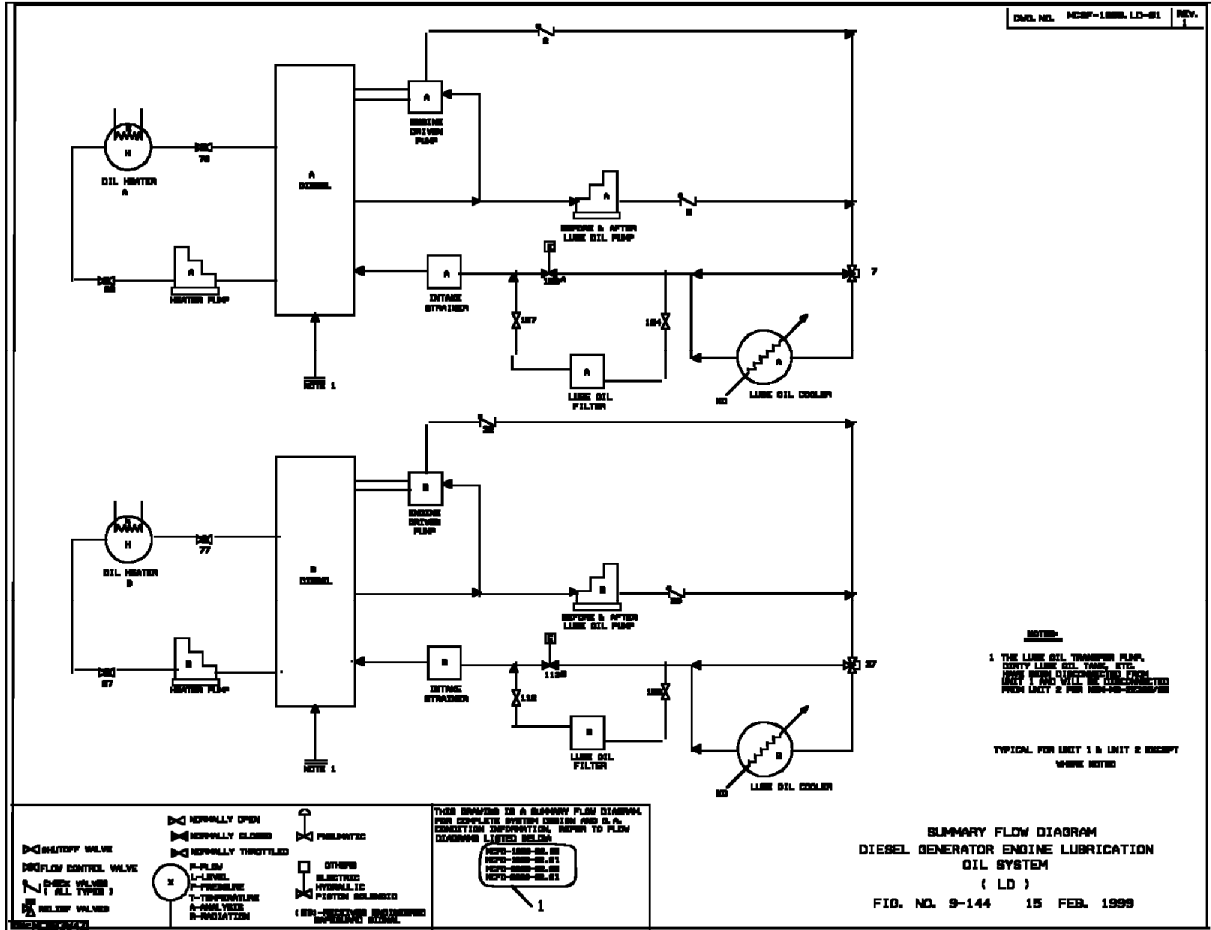 DWG. NO.
REV.
1
A
ENGINE
DRIVEN
PUMP
H
OIL HEATER
A
A
DIESEL
A
BEFORE & AFTER
LUBE OIL PUMP
A
HEATER PUMP
A
INTAKE
STRAINER
7
A
LUBE OIL
FILTER
A
LUBE OIL COOLER
NOTE 1
B
ENGINE
DRIVEN
PUMP
H
77
OIL HEATER
B
B
DIESEL
B
BEFORE & AFTER
LUBE OIL PUMP
B
HEATER PUMP
B
INTAKE
STRAINER
B
LUBE OIL
FILTER
B
LUBE OIL COOLER
NOTE 1
NOTES:
1 THE LUBE OIL TRANSFER PUMP,
DIRTY LUBE OIL TANK, ETC.
HAVE BEEN DISCONNECTED FROM
UNIT 1 AND WILL BE DISCONNECTED
FROM UNIT 2 PER
TYPICAL FOR UNIT 1 & UNIT 2 EXCEPT
WHERE NOTED
SHUTOFF VALVE
FLOW CONTROL VALVE
CHECK VALVES
( ALL TYPES )
RELIEF VALVES
NORMALLY OPEN
NORMALLY CLOSED
NORMALLY THROTTLED
X
F-FLOW
L-LEVEL
P-PRESSURE
T-TEMPERATURE
A-ANALYSIS
R-RADIATION
PNEUMATIC
OTHERS
ELECTRIC
HYDRAULIC
PISTON SOLENOID
THIS DRAWING IS A SUMMARY FLOW DIAGRAM.
FOR COMPLETE SYSTEM DESIGN AND Q.A.
CONDITION INFORMATION, REFER TO FLOW
DIAGRAMS LISTED BELOW
1
SUMMARY FLOW DIAGRAM
DIESEL GENERATOR ENGINE LUBRICATION
OIL SYSTEM
( LD )
FIG. NO. 9-144 15 FEB. 1999